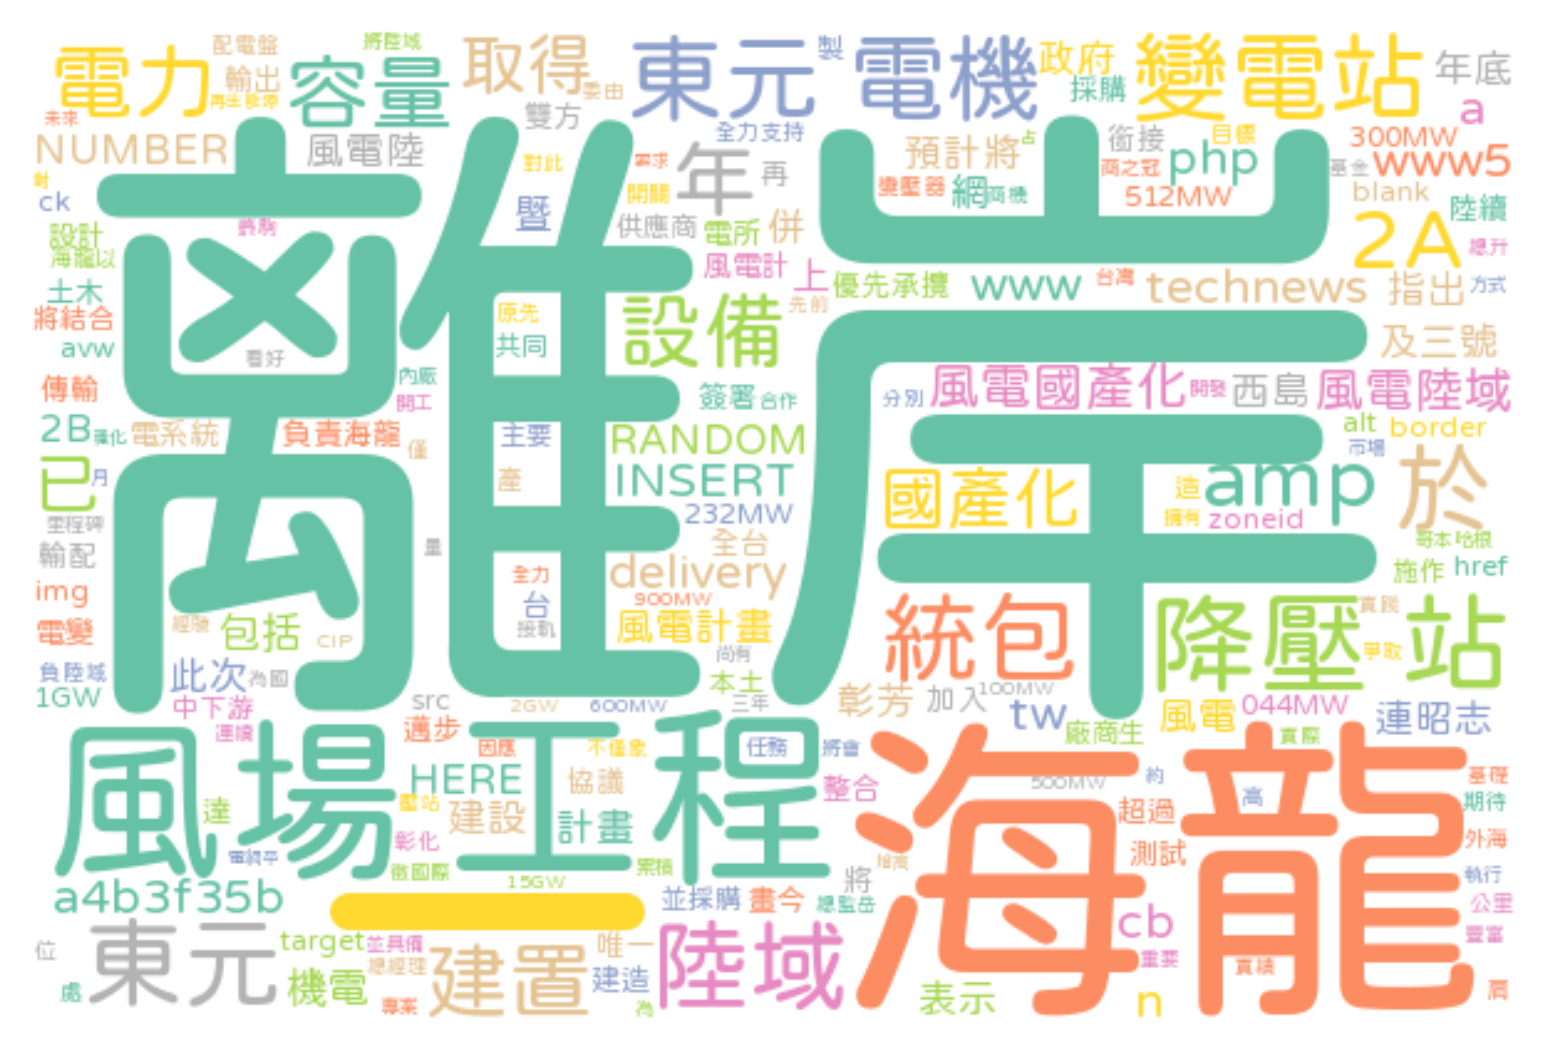 電力
配電盤
將陸域
輸出
再生能源
容量
取得
委由
東元
製
電機
政府
採購
變電站
年底
a
未來
NUMBER
風電陸
雙方
全力支持
對此
需求
開關
年
再
預計將
占
銜接
目標
商之冠
php
300MW
基金
www5
變壓器
網
商機
512MW
blank
陸續
對
ck
設計
海龍以
暨
供應商
電所
併
2A
總升
風電計
上
優先承攬
www
台灣
technews
指出
方式
土木
將結合
avw
離岸
看好
原先
共同
設備
先前
及三號
傳輸
內廠
開工
簽署
合作
分別
風電國產化
開發
西島
風電陸域
2B
電系統
負責海龍
僅
主要
RANDOM
alt
border
市場
已
月
產
INSERT
國產化
造
amp
於
里程碑
232MW
擁有
zoneid
輸配
量
全台
哥本哈根
img
全力
delivery
施作
href
電變
台
900MW
經驗
包括
CIP
接軌
風電計畫
統包
降壓站
實踐
爭取
負陸域
此次
為國
尚有
本土
1GW
中下游
src
2GW
600MW
三年
彰芳
加入
100MW
tw
風電
044MW
連昭志
連續
邁步
因應
不僅象
任務
將會
廠商生
實際
風場
達
HERE
工程
協議
整合
海龍
500MW
約
基礎
高
期待
壓站
建設
計畫
超過
彰化
測試
外海
電網平
徵國際
累積
增高
執行
a4b3f35b
15GW
並採購
畫今
將
總監岳
公里
一
cb
位
東元
target
並具備
唯一
陸域
重要
豐富
總經理
實績
處
機電
專案
建置
建造
為
表示
n